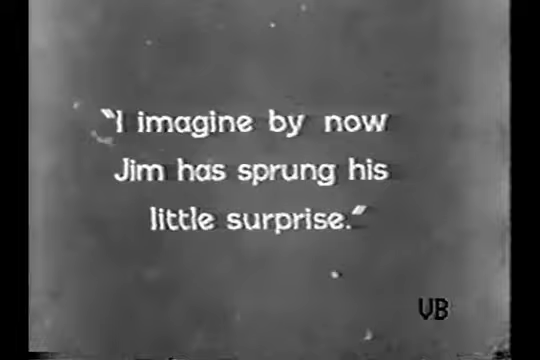 "I imagine by now
Jim has sprung his
little surprise."
VB